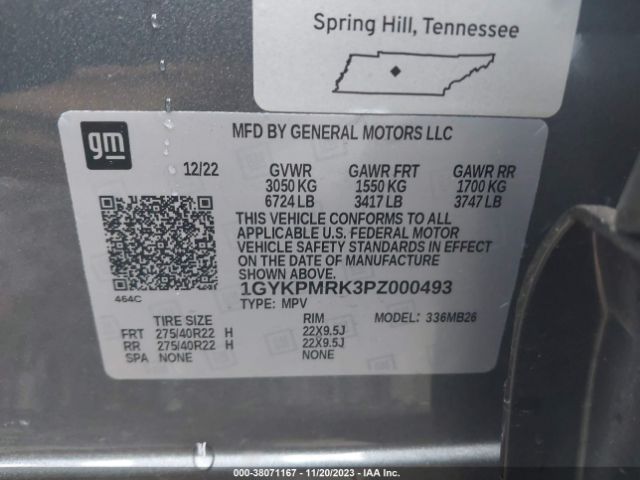 Spring Hill, Tennessee
gm
MFD BY GENERAL MOTORS LLC
12/22 GVWR GAWR FRT GAWR RR
3050 KG 1550 KG 1700 KG
6724 LB 3417 LB 3747 LB
THIS VEHICLE CONFORMS TO ALL
APPLICABLE U.S. FEDERAL MOTOR
VEHICLE SAFETY STANDARDS IN EFFECT
ON THE DATE OF MANUFACTURE
SHOWN ABOVE.
1GYKPMRK3PZ000493
464C
TYPE: MPV
TIRE SIZE RIM MODEL: 336MB26
FRT 275/40R22 H 22X9.5J
RR 275/40R22 H 22X9.5J
SPA NONE NONE
000-38071167 - 11/20/2023 - IAA Inc.